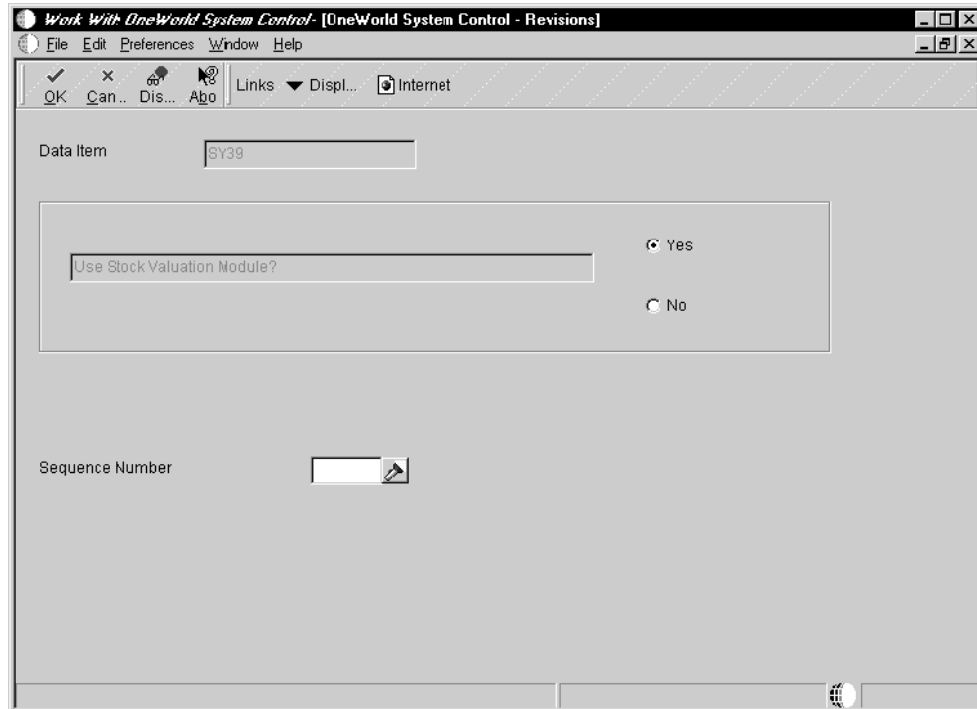 Work With OneWorld System Control - [OneWorld System Control - Revisions]
File Edit Preferences Window Help
OK Can .. Dis... Abo Links Displ... Internet
Data Item SY39
Use Stock Valuation Module?
Yes
No
Sequence Number